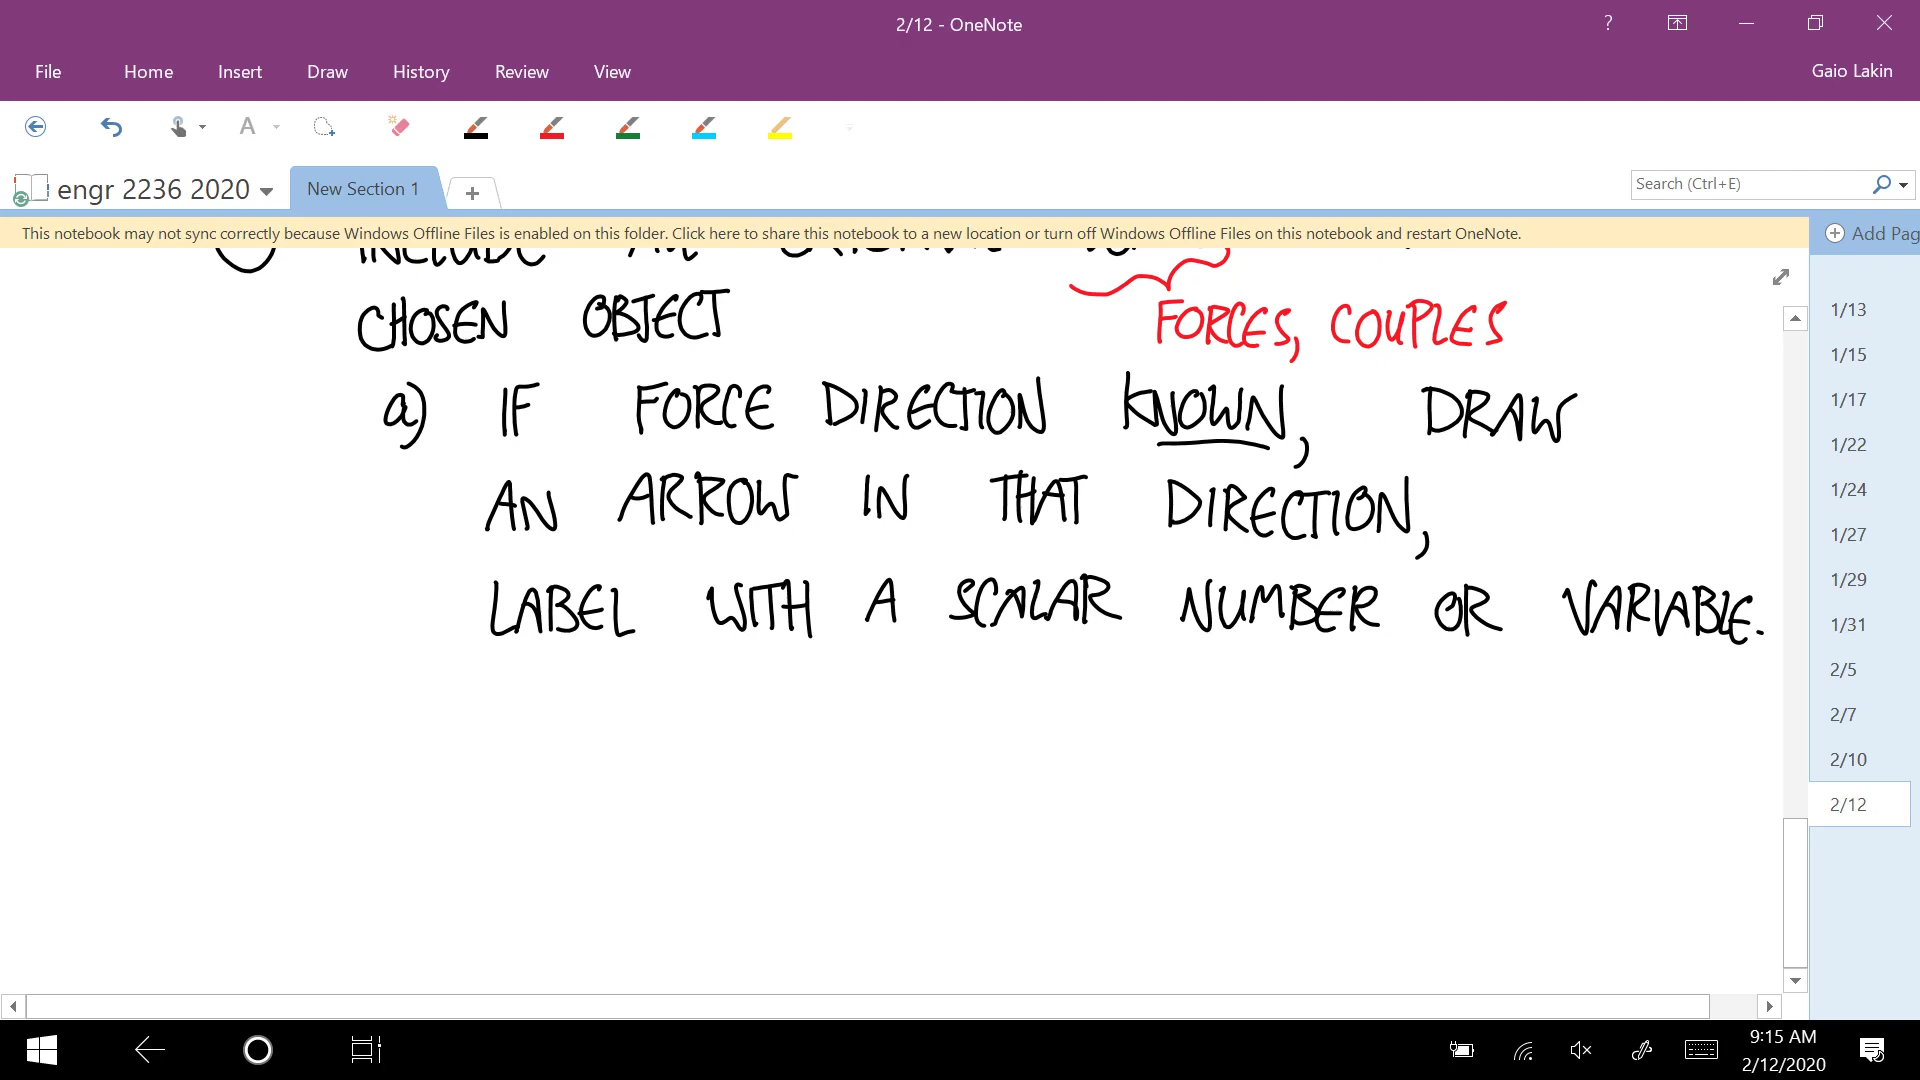 2/12 - OneNote
?
File Home Insert Draw History Review View
Gaio Lakin
A
engr 2236 2020
New Section 1
+
Search (Ctrl+E)
This notebook may not sync correctly because Windows Offline Files is enabled on this folder. Click here to share this notebook to a new location or turn off Windows Offline Files on this notebook and restart OneNote.
Add Pag
INCLUDE ALL EXTERNAL
CHOSEN OBJECT
FORCES, COUPLES
a) IF FORCE DIRECTION KNOWN, DRAW
AN ARROW IN THAT DIRECTION,
LABEL WITH A SCALAR NUMBER OR VARIABLE.
1/13
1/15
1/17
1/22
1/24
1/27
1/29
1/31
2/5
2/7
2/10
2/12
9:15 AM
2/12/2020